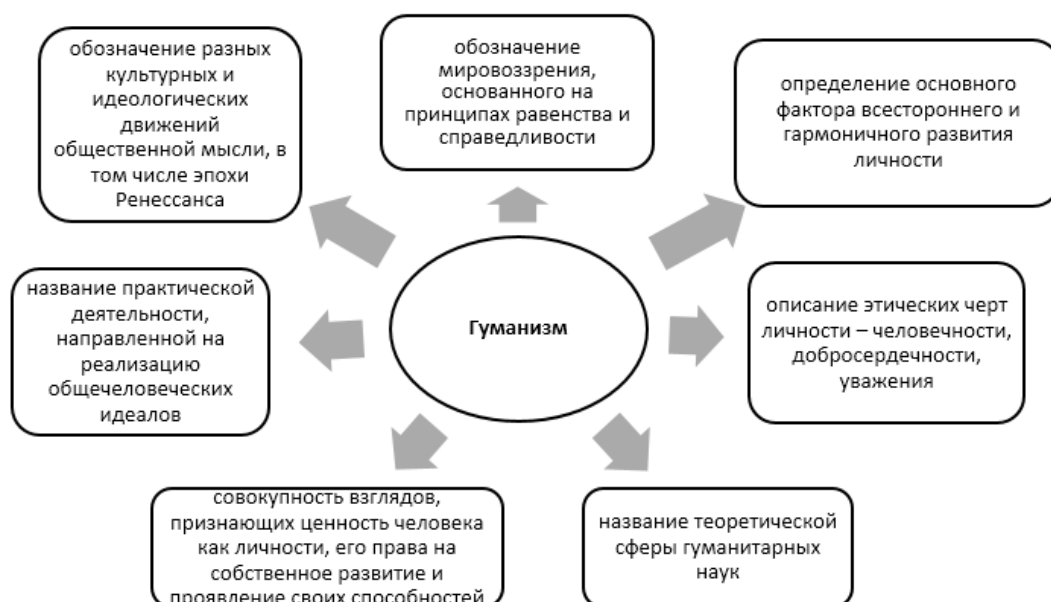 обозначение разных
культурных и
идеологических
движений
общественной мысли, в
том числе эпохи
Ренессанса
обозначение
мировоззрения,
основанного на
принципах равенства и
справедливости
определение основного
фактора всестороннего и
гармоничного развития
личности
название практической
деятельности,
направленной на
реализацию
общечеловеческих
идеалов
Гуманизм
описание этических черт
личности – человечности,
добросердечности,
уважения
совокупность взглядов,
признающих ценность человека
как личности, его права на
собственное развитие и
проявление своих способностей
название теоретической
сферы гуманитарных
наук